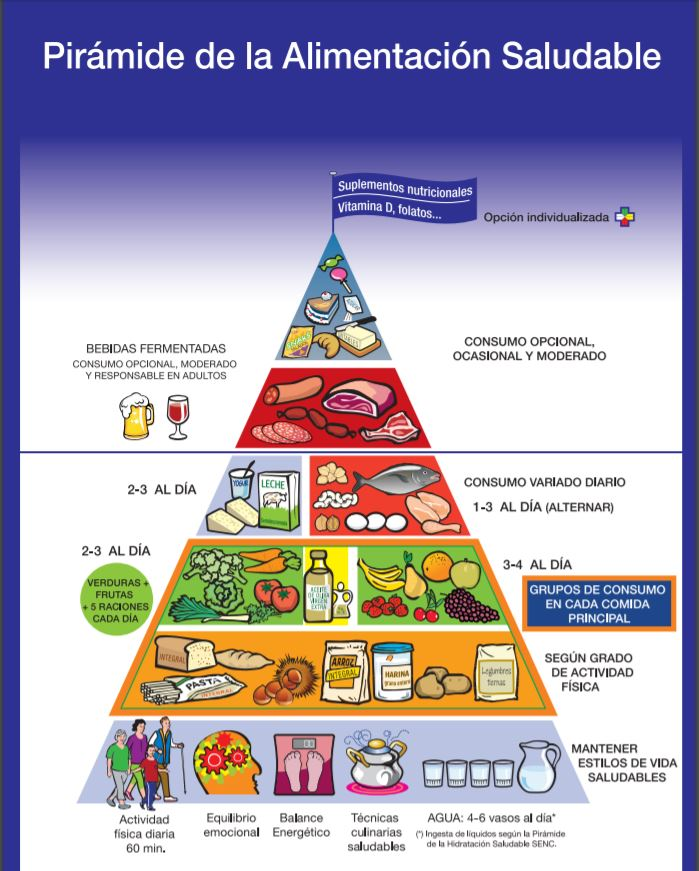 Pirámide de la Alimentación Saludable
Suplementos nutricionales
Vitamina D, folatos...
Opción individualizada
BEBIDAS FERMENTADAS
CONSUMO OPCIONAL, MODERADO
Y RESPONSABLE EN ADULTOS
CONSUMO OPCIONAL,
OCASIONAL Y MODERADO
2-3 AL DÍA
YOGUR
LECHE
CONSUMO VARIADO DIARIO
1-3 AL DÍA (ALTERNAR)
2-3 AL DÍA
VERDURAS +
FRUTAS
+ 5 RACIONES
CADA DÍA
ACEITE
DE OLIVA
VIRGEN
EXTRA
3-4 AL DÍA
GRUPOS DE CONSUMO
EN CADA COMIDA
PRINCIPAL
INTEGRAL
PASTA
INTEGRAL
ARROZ
INTEGRAL
HARINA
Legumbres
tiernas
SEGÚN GRADO
DE ACTIVIDAD
FÍSICA
MANTENER
ESTILOS DE VIDA
SALUDABLES
Actividad
física diaria
60 min.
Equilibrio
emocional
Balance
Energético
Técnicas
culinarias
saludables
AGUA: 4-6 vasos al día*
(*) Ingesta de líquidos según la Pirámide
de la Hidratación Saludable SENC.